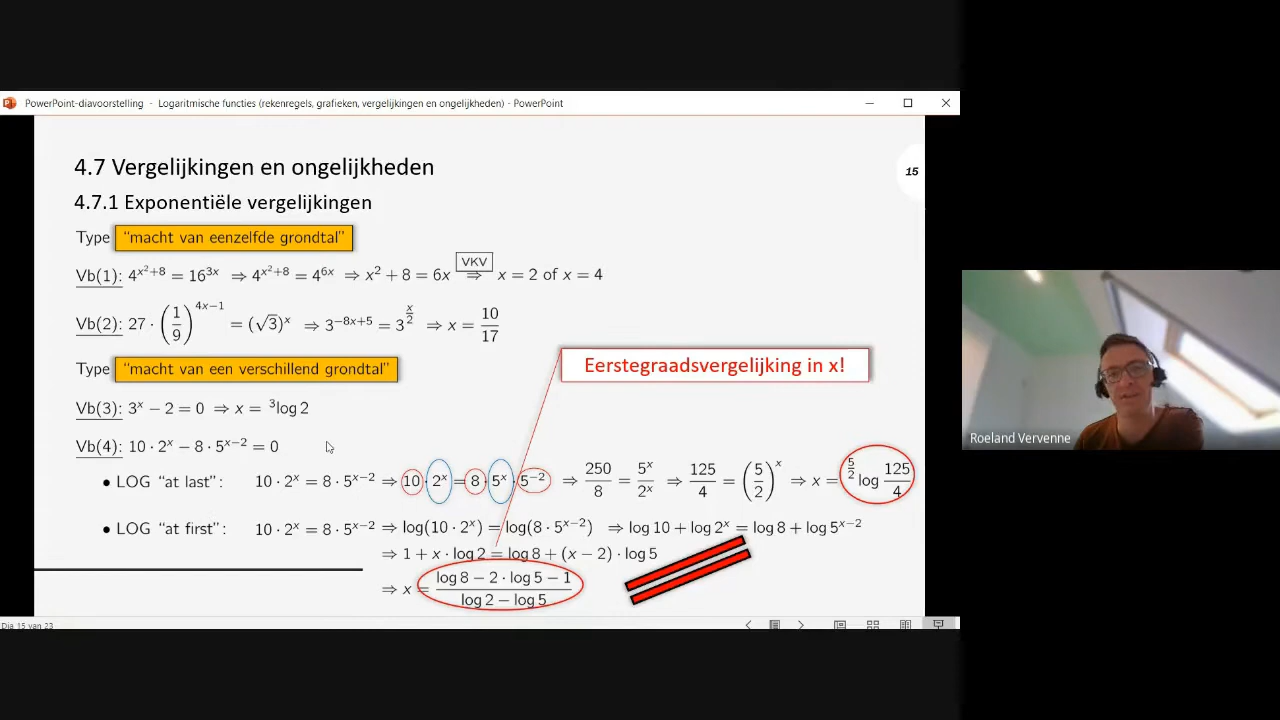 PowerPoint-diavoorstelling - Logaritmische functies (rekenregels, grafieken, vergelijkingen en ongelijkheden) - PowerPoint
4.7 Vergelijkingen en ongelijkheden
15
4.7.1 Exponentiële vergelijkingen
Type "macht van eenzelfde grondtal"
Vb(1): 4^{x²+8} = 16^{3x} ⇒ 4^{x²+8} = 4^{6x} ⇒ x² + 8 = 6x VKV ⇒ x = 2 of x = 4
Vb(2): 27 · (1/9)^{4x−1} = (√3)^x ⇒ 3^{−8x+5} = 3^{x/2} ⇒ x = 10/17
Type "macht van een verschillend grondtal"
Eerstegraadsvergelijking in x!
Vb(3): 3^x − 2 = 0 ⇒ x = ³log 2
Vb(4): 10 · 2^x − 8 · 5^{x−2} = 0
• LOG "at last": 10 · 2^x = 8 · 5^{x−2} ⇒ 10 · 2^x = 8 · 5^x · 5^{−2} ⇒ 250/8 = 5^x/2^x ⇒ 125/4 = (5/2)^x ⇒ x = ^{5/2}log 125/4
• LOG "at first": 10 · 2^x = 8 · 5^{x−2} ⇒ log(10 · 2^x) = log(8 · 5^{x−2}) ⇒ log 10 + log 2^x = log 8 + log 5^{x−2}
⇒ 1 + x · log 2 = log 8 + (x − 2) · log 5
⇒ x = (log 8 − 2 · log 5 − 1)/(log 2 − log 5)
Dia 15 van 23
Roeland Vervenne